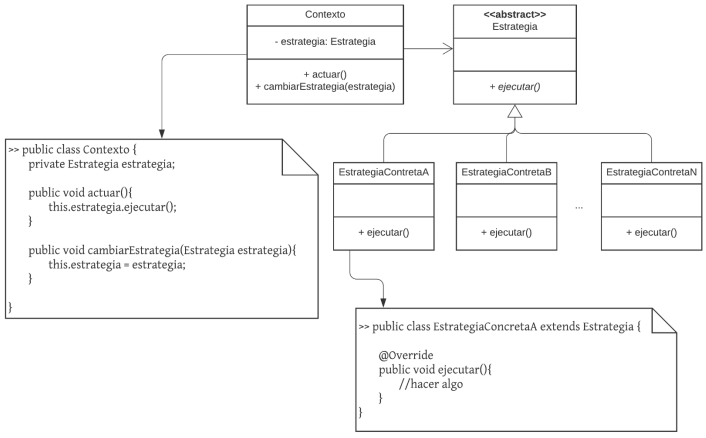 Contexto
- estrategia: Estrategia
+ actuar()
+ cambiarEstrategia(estrategia)
<<abstract>>
Estrategia
+ ejecutar()
>> public class Contexto {
private Estrategia estrategia;
public void actuar(){
this.estrategia.ejecutar();
}
public void cambiarEstrategia(Estrategia estrategia){
this.estrategia = estrategia;
}
}
EstrategiaContretaA
+ ejecutar()
EstrategiaContretaB
+ ejecutar()
...
EstrategiaContretaN
+ ejecutar()
>> public class EstrategiaConcretaA extends Estrategia {
@Override
public void ejecutar(){
//hacer algo
}
}